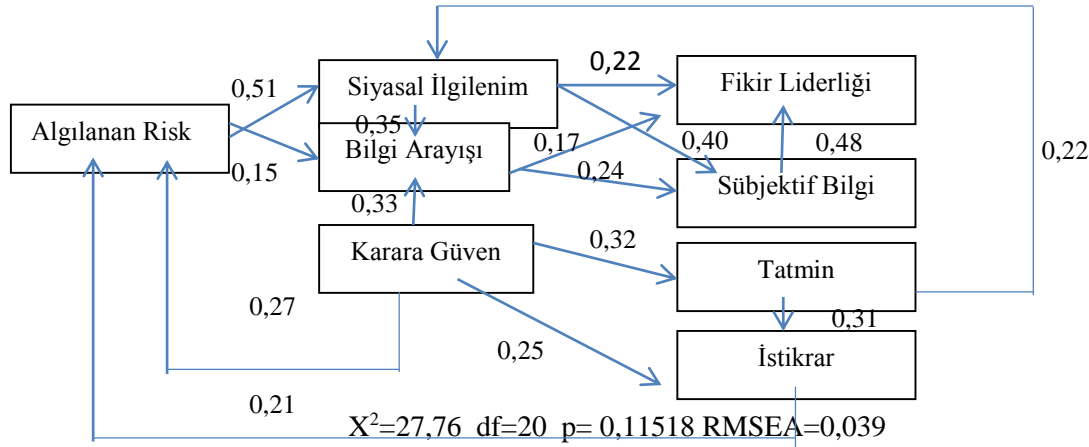 0,22
Siyasal İlgilenim
Fikir Liderliği
0,51
Algılanan Risk
0,35
Bilgi Arayışı
0,17
0,40
0,48
0,22
0,15
0,24
Sübjektif Bilgi
0,33
Karara Güven
0,32
Tatmin
0,27
0,31
0,25
İstikrar
0,21
X²=27,76 df=20 p= 0,11518 RMSEA=0,039